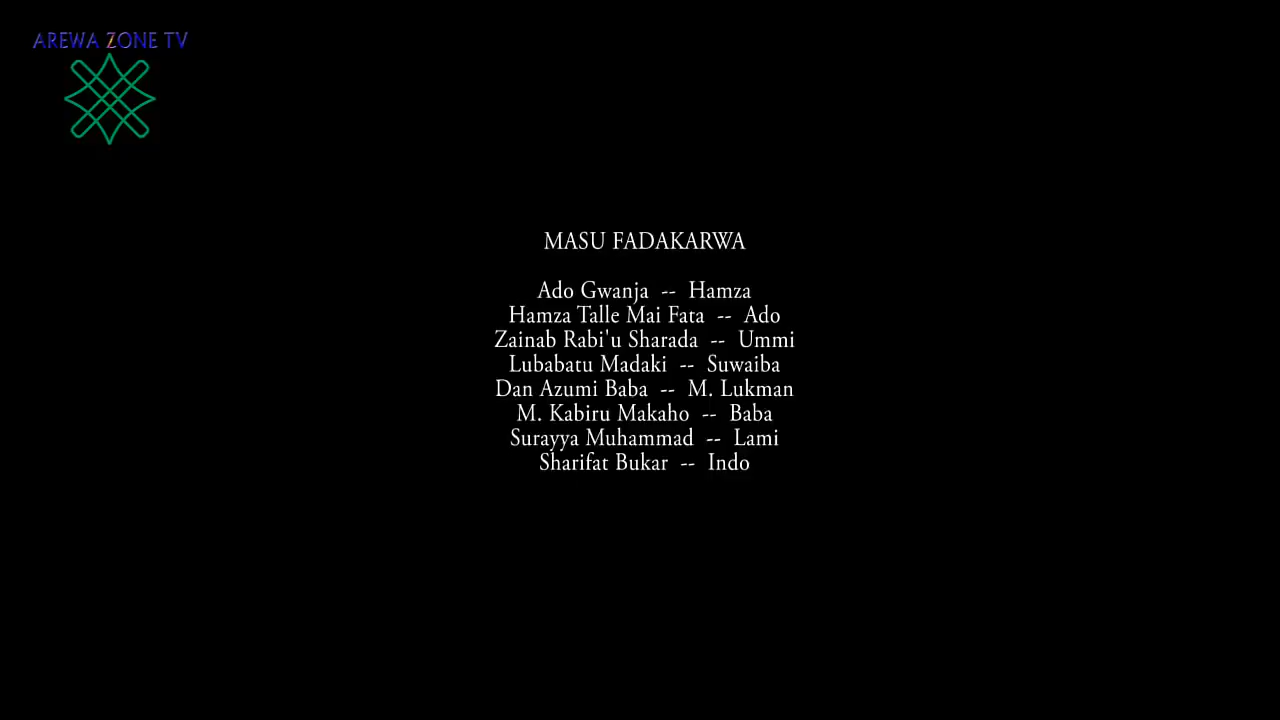 AREWA ZONE TV
MASU FADAKARWA
Ado Gwanja -- Hamza
Hamza Talle Mai Fata -- Ado
Zainab Rabi'u Sharada -- Ummi
Lubabatu Madaki -- Suwaiba
Dan Azumi Baba -- M. Lukman
M. Kabiru Makaho -- Baba
Surayya Muhammad -- Lami
Sharifat Bukar -- Indo